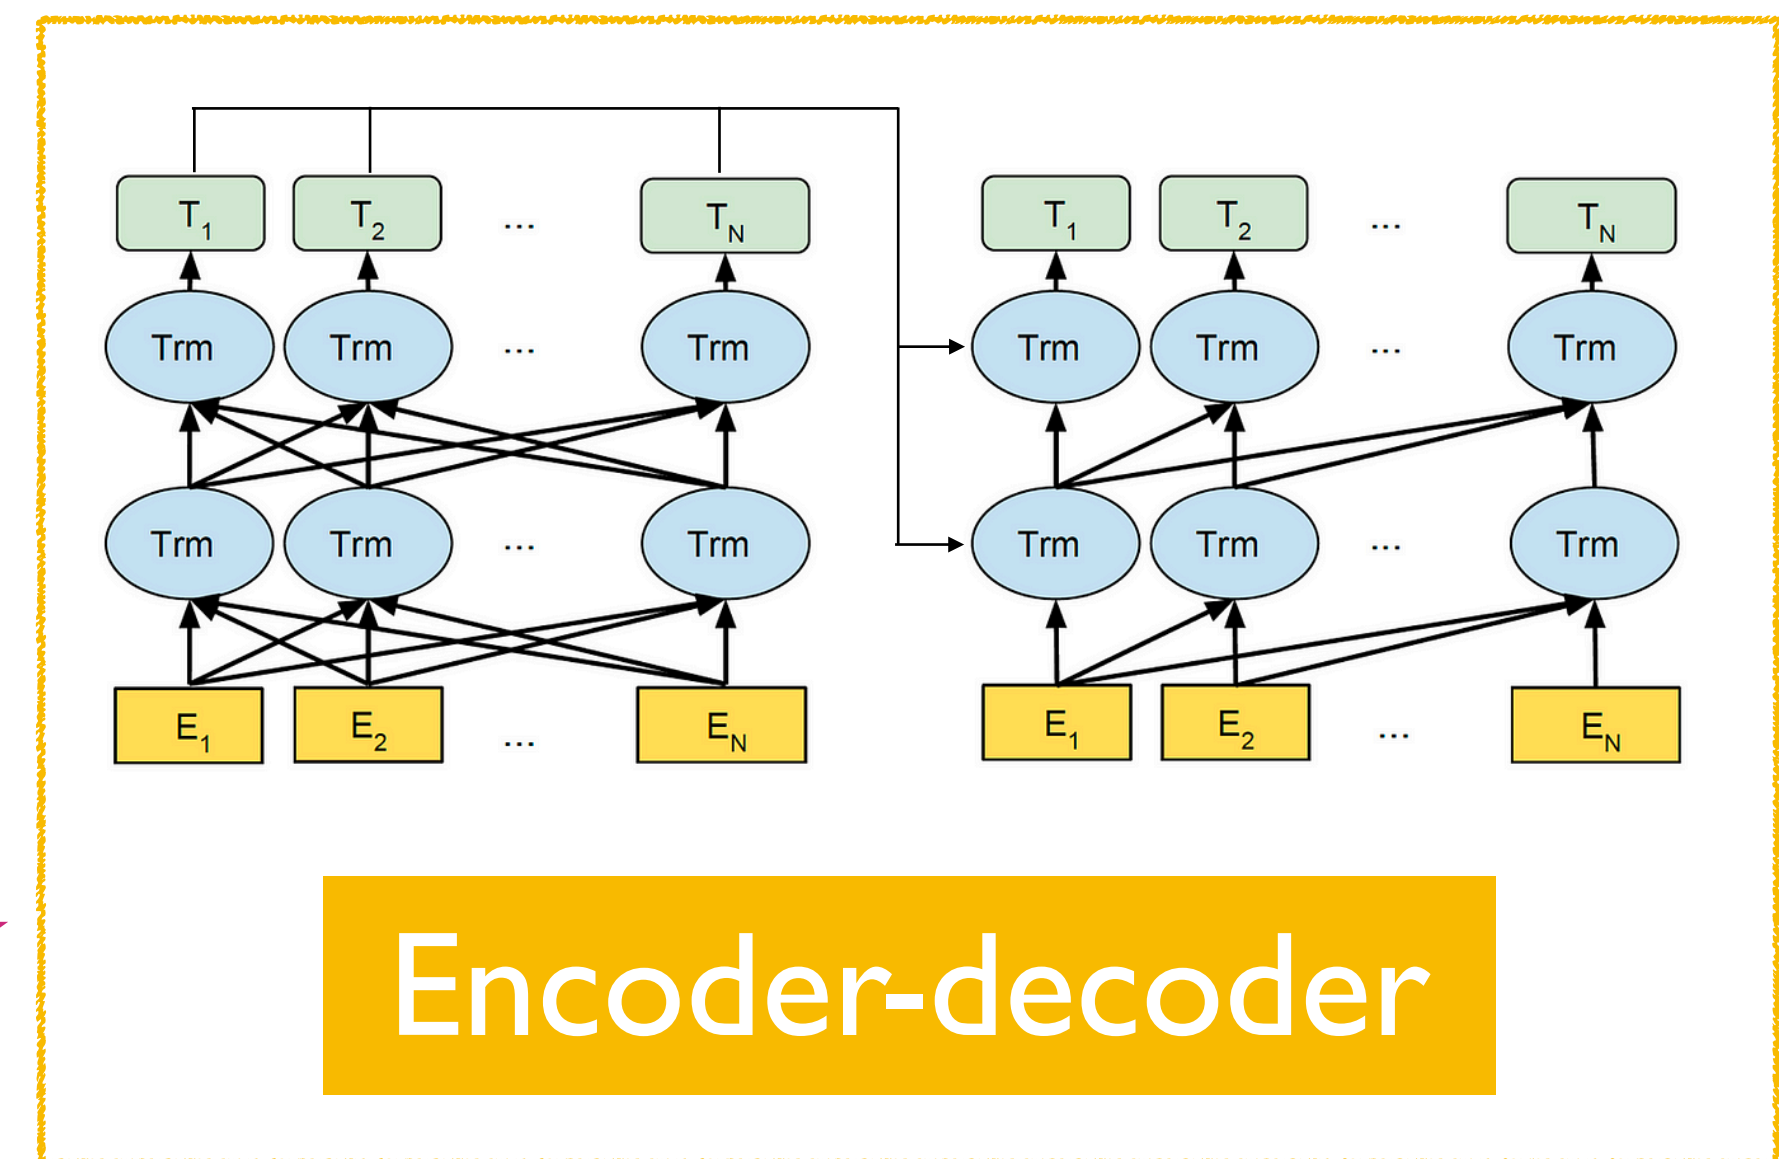 T1 T2 ... TN T1 T2 ... TN
Trm Trm ... Trm Trm Trm ... Trm
Trm Trm ... Trm Trm Trm ... Trm
E1 E2 ... EN E1 E2 ... EN
Encoder-decoder